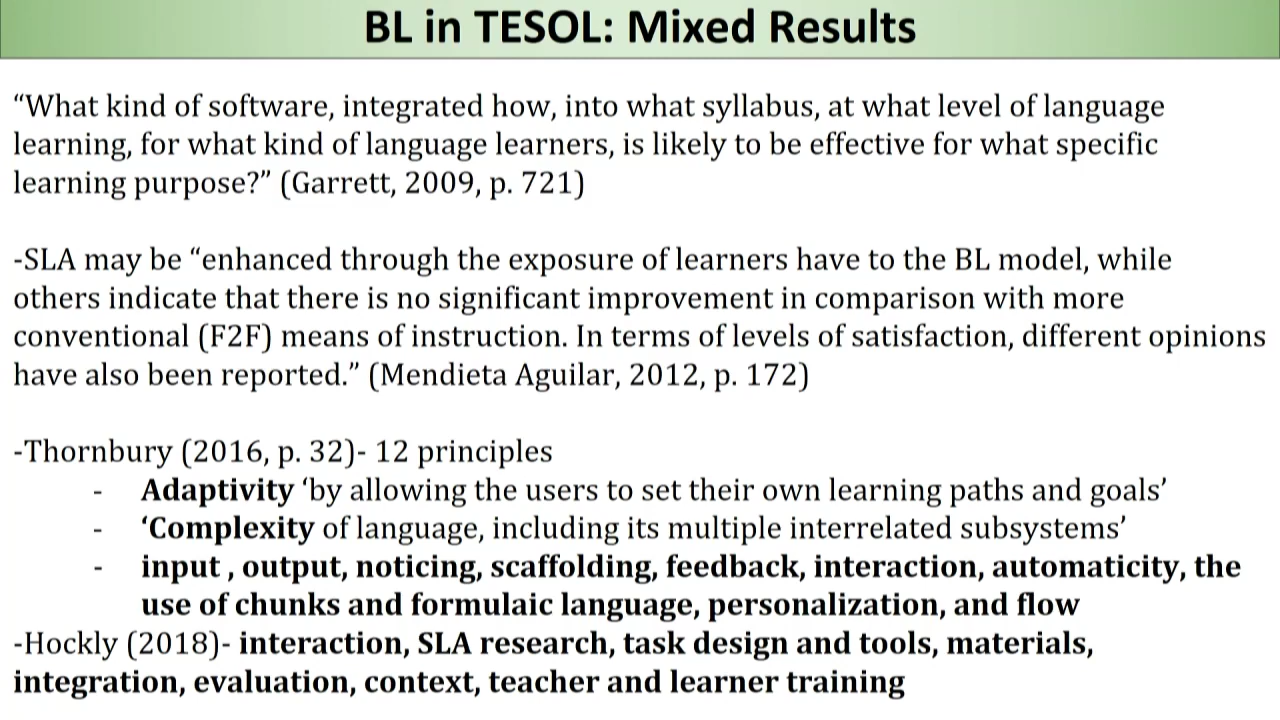 BL in TESOL: Mixed Results
“What kind of software, integrated how, into what syllabus, at what level of language
learning, for what kind of language learners, is likely to be effective for what specific
learning purpose?” (Garrett, 2009, p. 721)
-SLA may be “enhanced through the exposure of learners have to the BL model, while
others indicate that there is no significant improvement in comparison with more
conventional (F2F) means of instruction. In terms of levels of satisfaction, different opinions
have also been reported.” (Mendieta Aguilar, 2012, p. 172)
-Thornbury (2016, p. 32)- 12 principles
- Adaptivity ‘by allowing the users to set their own learning paths and goals’
- ‘Complexity of language, including its multiple interrelated subsystems’
- input , output, noticing, scaffolding, feedback, interaction, automaticity, the
use of chunks and formulaic language, personalization, and flow
-Hockly (2018)- interaction, SLA research, task design and tools, materials,
integration, evaluation, context, teacher and learner training